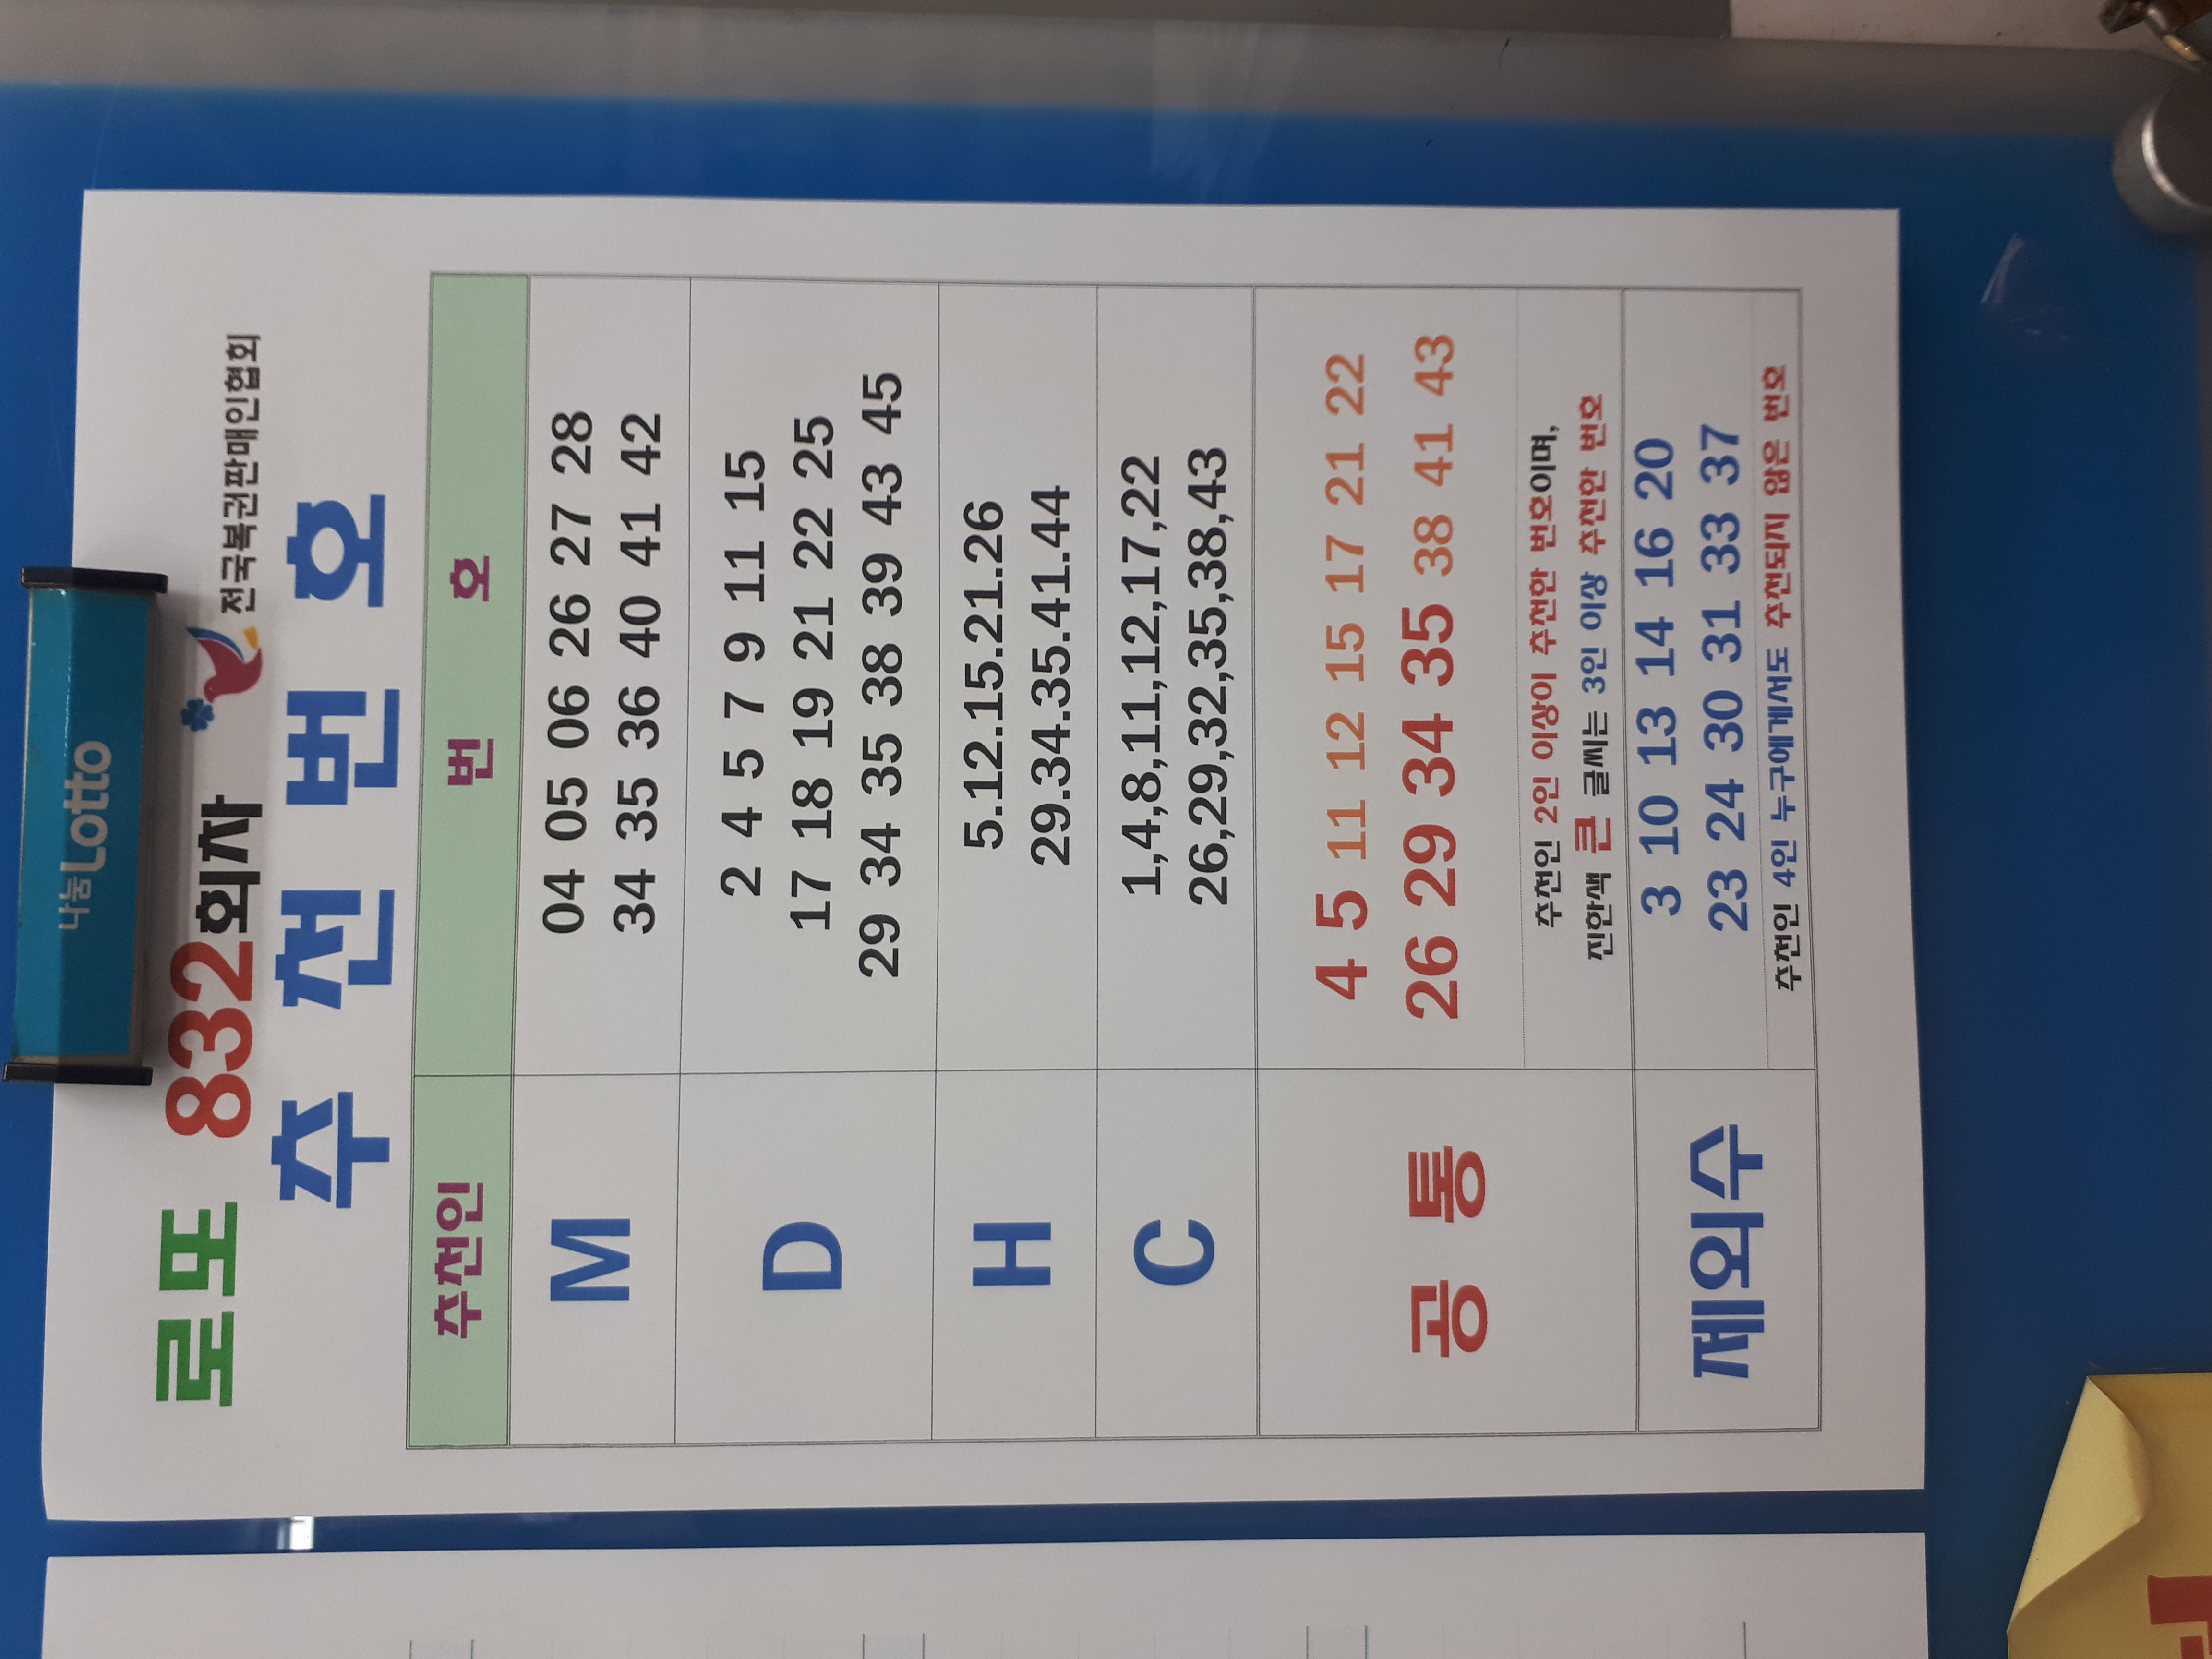 나눔Lotto
로또 832회차 전국복권판매인협회
추 천 번 호
추천인 번 호
M
04 05 06 26 27 28
34 35 36 40 41 42
D
2 4 5 7 9 11 15
17 18 19 21 22 25
29 34 35 38 39 43 45
H
5.12.15.21.26
29.34.35.41.44
C
1,4,8,11,12,17,22
26,29,32,35,38,43
공 통
4 5 11 12 15 17 21 22
26 29 34 35 38 41 43
추천인 2인 이상이 추천한 번호이며,
진한색 큰 글씨는 3인 이상 추천한 번호
제외수
3 10 13 14 16 20
23 24 30 31 33 37
추천인 4인 누구에게서도 추천되지 않은 번호